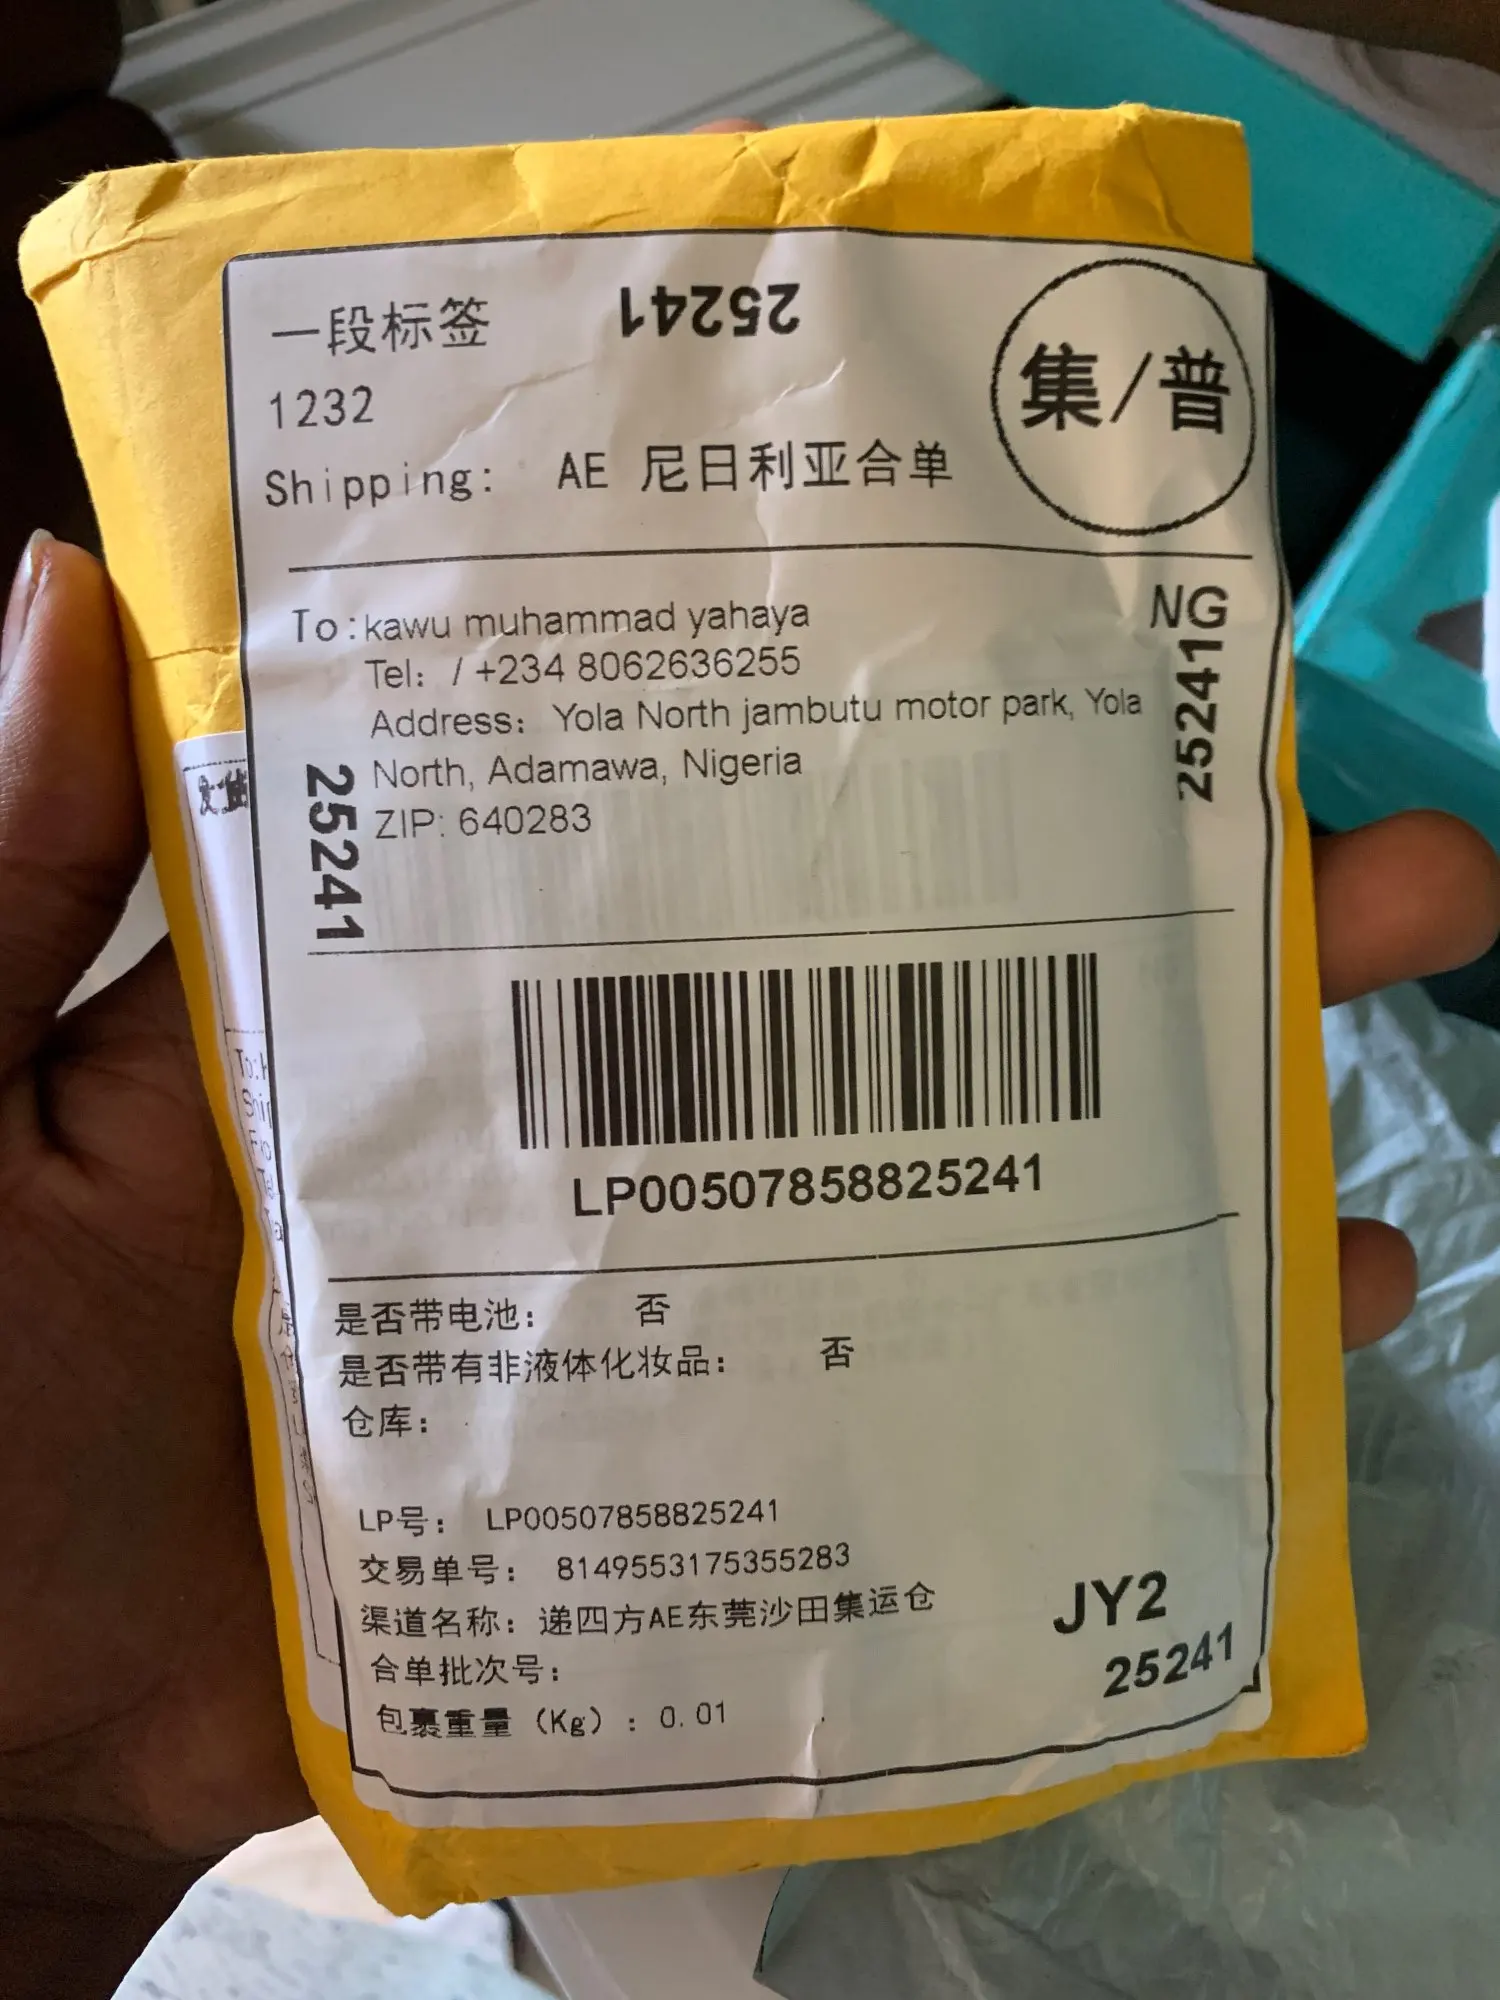 一段标签
25241
集/普
1232
Shipping: AE 尼日利亚合单
To:kawu muhammad yahaya
NG
Tel: / +234 8062636255
Address: Yola North jambutu motor park, Yola
North, Adamawa, Nigeria
ZIP: 640283
25241
25241
LP00507858825241
是否带电池: 否
是否带有非液体化妆品: 否
仓库:
LP号: LP00507858825241
交易单号: 8149553175355283
渠道名称: 递四方AE东莞沙田集运仓
合单批次号:
包裹重量 (Kg) : 0.01
JY2
25241
To: